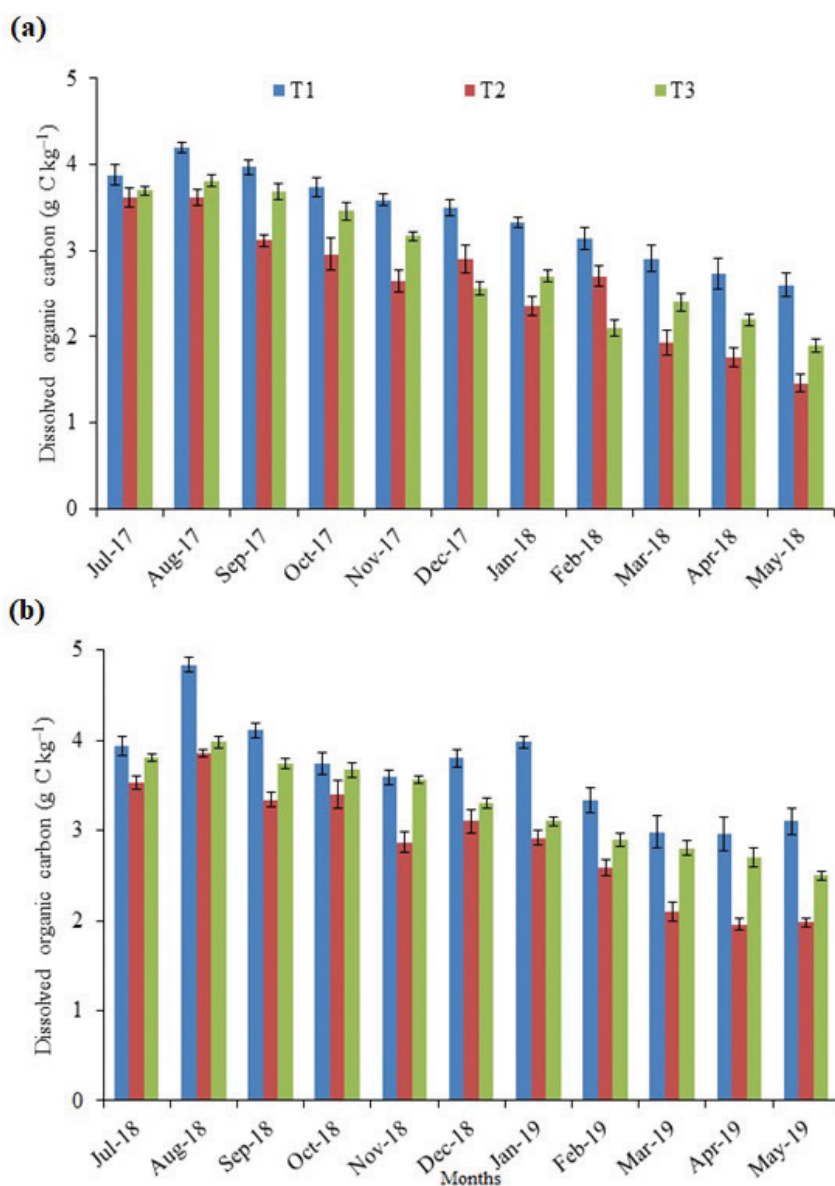 (a)
Dissolved organic carbon (g C kg⁻¹)
5
4
3
2
1
0
T1 T2 T3
Jul-17 Aug-17 Sep-17 Oct-17 Nov-17 Dec-17 Jan-18 Feb-18 Mar-18 Apr-18 May-18
(b)
Dissolved organic carbon (g C kg⁻¹)
5
4
3
2
1
0
Jul-18 Aug-18 Sep-18 Oct-18 Nov-18 Dec-18 Jan-19 Feb-19 Mar-19 Apr-19 May-19
Months